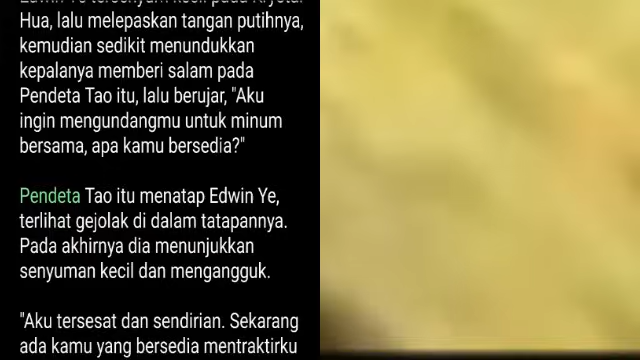 Hua, lalu melepaskan tangan putihnya,
kemudian sedikit menundukkan
kepalanya memberi salam pada
Pendeta Tao itu, lalu berujar, "Aku
ingin mengundangmu untuk minum
bersama, apa kamu bersedia?"
Pendeta Tao itu menatap Edwin Ye,
terlihat gejolak di dalam tatapannya.
Pada akhirnya dia menunjukkan
senyuman kecil dan mengangguk.
"Aku tersesat dan sendirian. Sekarang
ada kamu yang bersedia mentraktirku